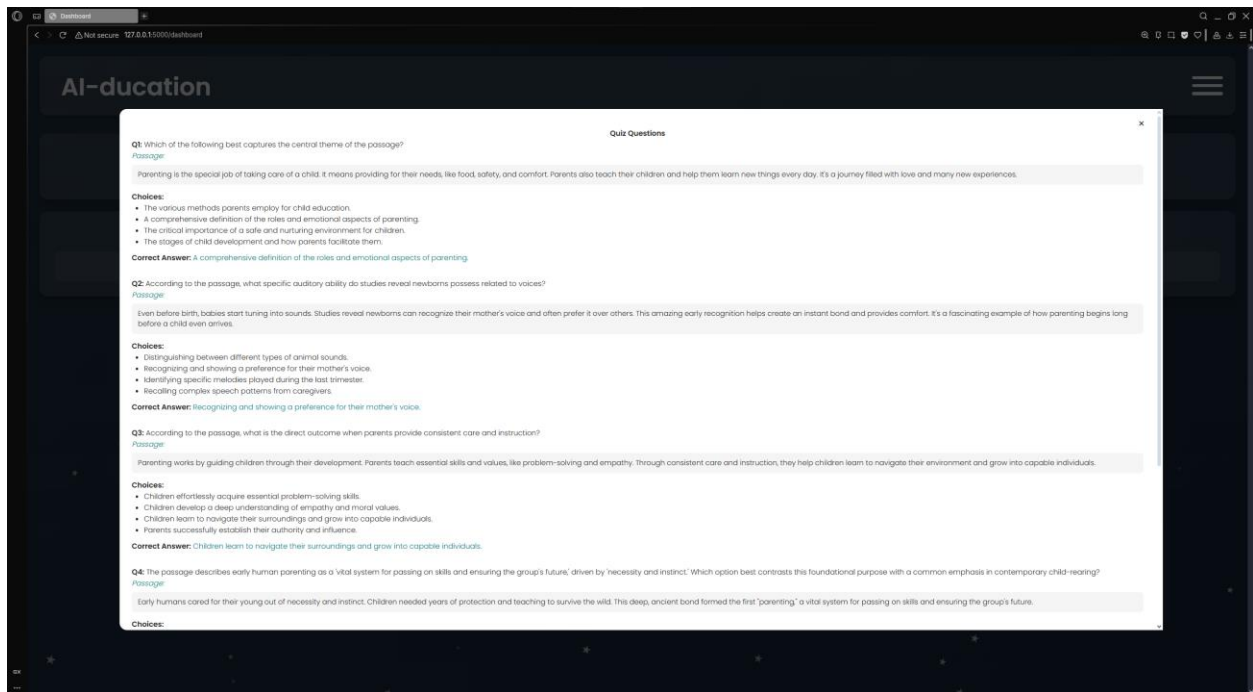 Dashboard
Not secure 127.0.0.1:5000/dashboard
AI-ducation
Quiz Questions
Q1: Which of the following best captures the central theme of the passage?
Passage:
Parenting is the special job of taking care of a child. It means providing for their needs, like food, safety, and comfort. Parents also teach their children and help them learn new things every day. It's a journey filled with love and many new experiences.
Choices:
• The various methods parents employ for child education.
• A comprehensive definition of the roles and emotional aspects of parenting.
• The critical importance of a safe and nurturing environment for children.
• The stages of child development and how parents facilitate them.
Correct Answer: A comprehensive definition of the roles and emotional aspects of parenting.
Q2: According to the passage, what specific auditory ability do studies reveal newborns possess related to voices?
Passage:
Even before birth, babies start tuning into sounds. Studies reveal newborns can recognize their mother's voice and often prefer it over others. This amazing early recognition helps create an instant bond and provides comfort. It's a fascinating example of how parenting begins long
before a child even arrives.
Choices:
• Distinguishing between different types of animal sounds.
• Recognizing and showing a preference for their mother's voice.
• Identifying specific melodies played during the last trimester.
• Recalling complex speech patterns from caregivers.
Correct Answer: Recognizing and showing a preference for their mother's voice.
Q3: According to the passage, what is the direct outcome when parents provide consistent care and instruction?
Passage:
Parenting works by guiding children through their development. Parents teach essential skills and values, like problem-solving and empathy. Through consistent care and instruction, they help children learn to navigate their environment and grow into capable individuals.
Choices:
• Children effortlessly acquire essential problem-solving skills.
• Children develop a deep understanding of empathy and moral values.
• Children learn to navigate their surroundings and grow into capable individuals.
• Parents successfully establish their authority and influence.
Correct Answer: Children learn to navigate their surroundings and grow into capable individuals.
Q4: The passage describes early human parenting as a 'vital system for passing on skills and ensuring the group's future,' driven by 'necessity and instinct.' Which option best contrasts this foundational purpose with a common emphasis in contemporary child-rearing?
Passage:
Early humans cared for their young out of necessity and instinct. Children needed years of protection and teaching to survive the wild. This deep, ancient bond formed the first "parenting," a vital system for passing on skills and ensuring the group's future.
Choices: